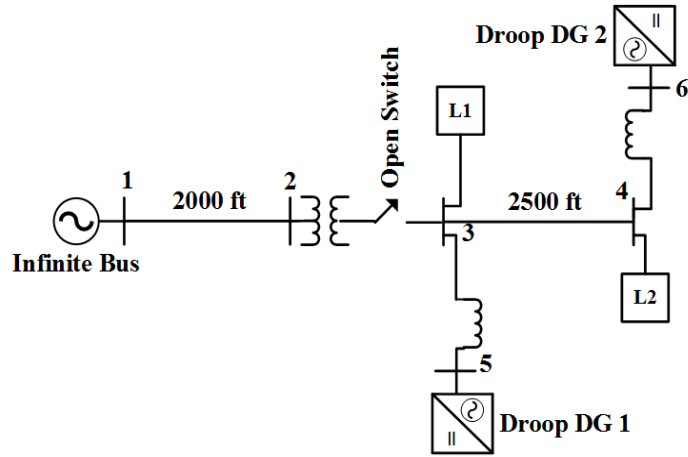 Droop DG 2
6
L1
Open Switch
1
2000 ft
2
2500 ft
4
3
Infinite Bus
L2
5
Droop DG 1